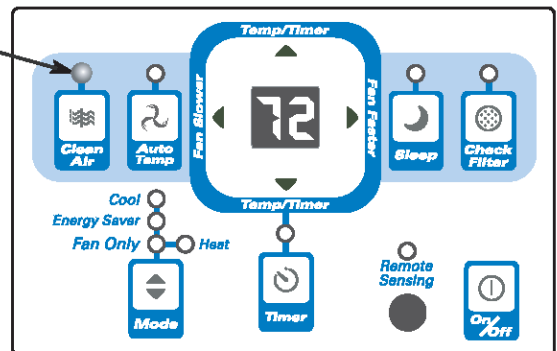 Temp/Timer
Fan Slower
72
Fan Faster
Clean
Air
Auto
Temp
Sleep
Check
Filter
Temp/Timer
Cool
Energy Saver
Fan Only
Heat
Mode
Timer
Remote
Sensing
On/Off